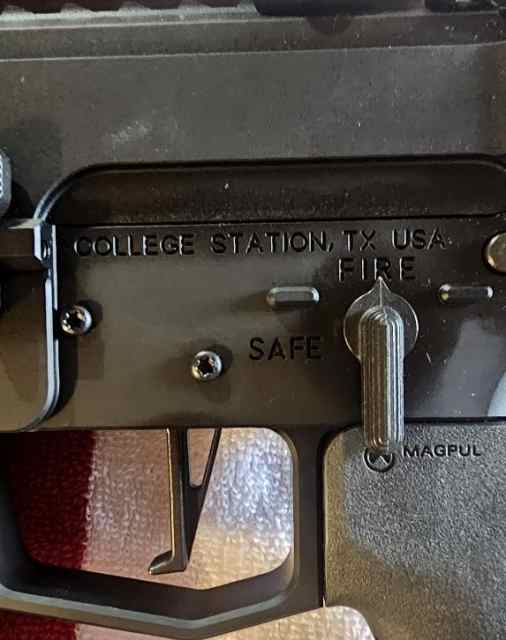 COLLEGE STATION, TX USA
FIRE
SAFE
MAGPUL